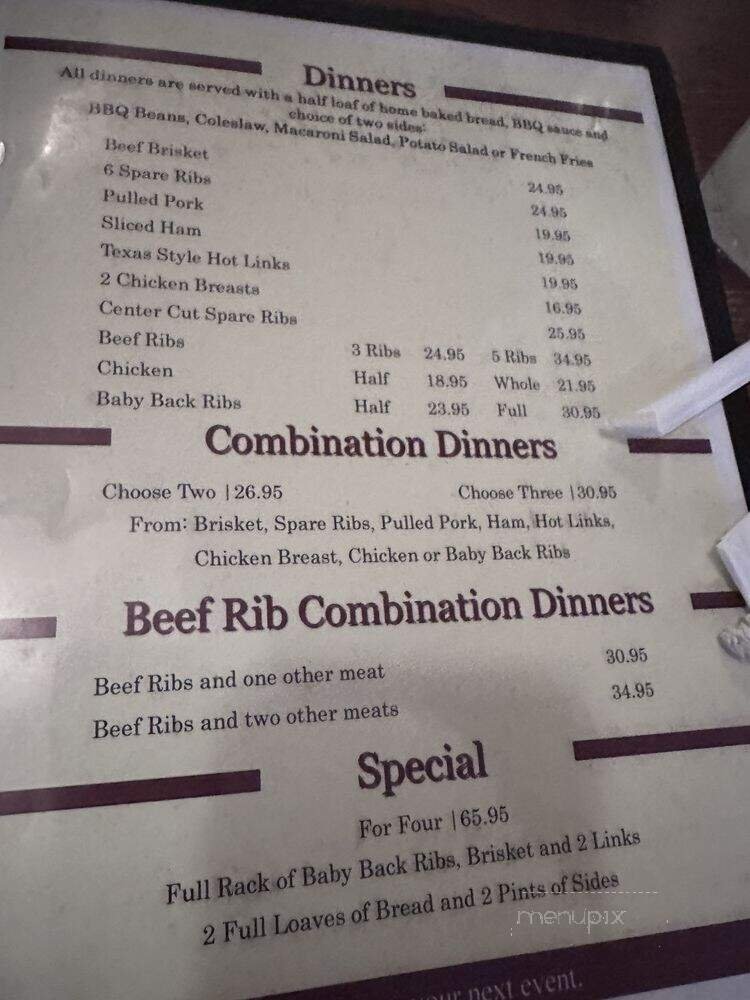 Dinners
All dinners are served with a half loaf of home baked bread, BBQ sauce and
choice of two sides:
BBQ Beans, Coleslaw, Macaroni Salad, Potato Salad or French Fries
Beef Brisket 24.95
6 Spare Ribs 24.95
Pulled Pork 19.95
Sliced Ham 19.95
Texas Style Hot Links 19.95
2 Chicken Breasts 16.95
Center Cut Spare Ribs 25.95
Beef Ribs 3 Ribs 24.95 5 Ribs 34.95
Chicken Half 18.95 Whole 21.95
Baby Back Ribs Half 23.95 Full 30.95
Combination Dinners
Choose Two | 26.95 Choose Three | 30.95
From: Brisket, Spare Ribs, Pulled Pork, Ham, Hot Links,
Chicken Breast, Chicken or Baby Back Ribs
Beef Rib Combination Dinners
Beef Ribs and one other meat 30.95
Beef Ribs and two other meats 34.95
Special
For Four | 65.95
Full Rack of Baby Back Ribs, Brisket and 2 Links
2 Full Loaves of Bread and 2 Pints of Sides
menupix
your next event.